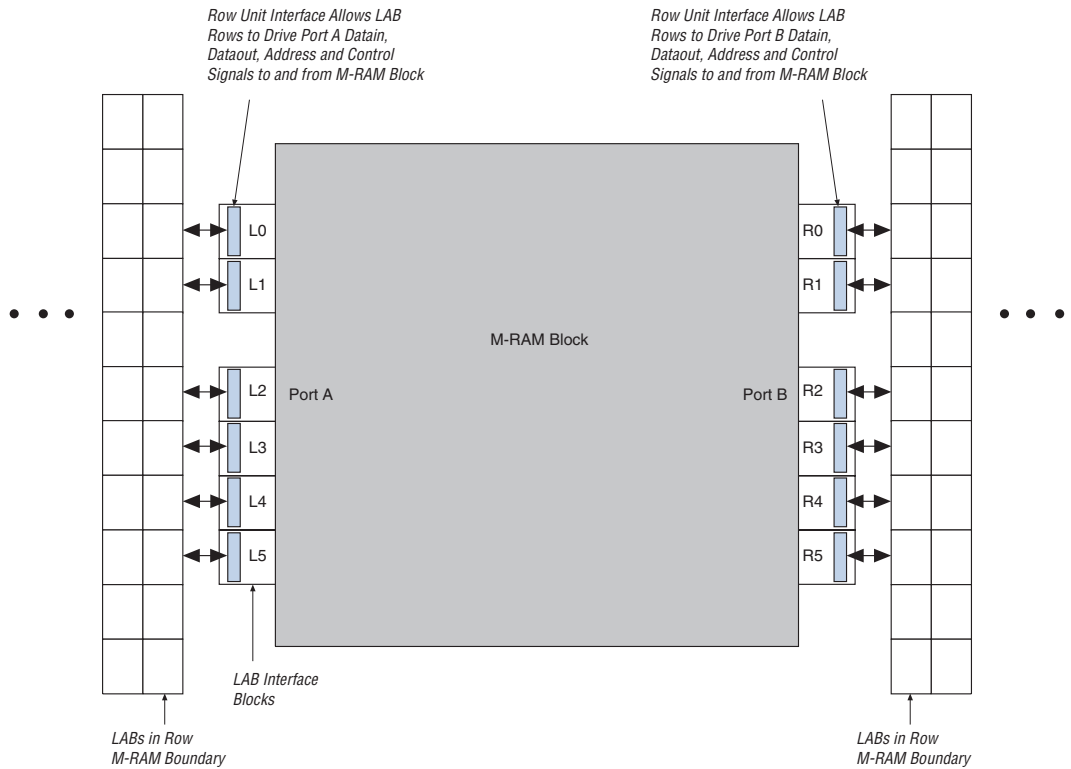 Row Unit Interface Allows LAB
Rows to Drive Port A Datain,
Dataout, Address and Control
Signals to and from M-RAM Block
Row Unit Interface Allows LAB
Rows to Drive Port B Datain,
Dataout, Address and Control
Signals to and from M-RAM Block
L0
R0
L1
R1
M-RAM Block
L2
Port A
Port B
R2
L3
R3
L4
R4
L5
R5
LAB Interface
Blocks
LABs in Row
M-RAM Boundary
LABs in Row
M-RAM Boundary